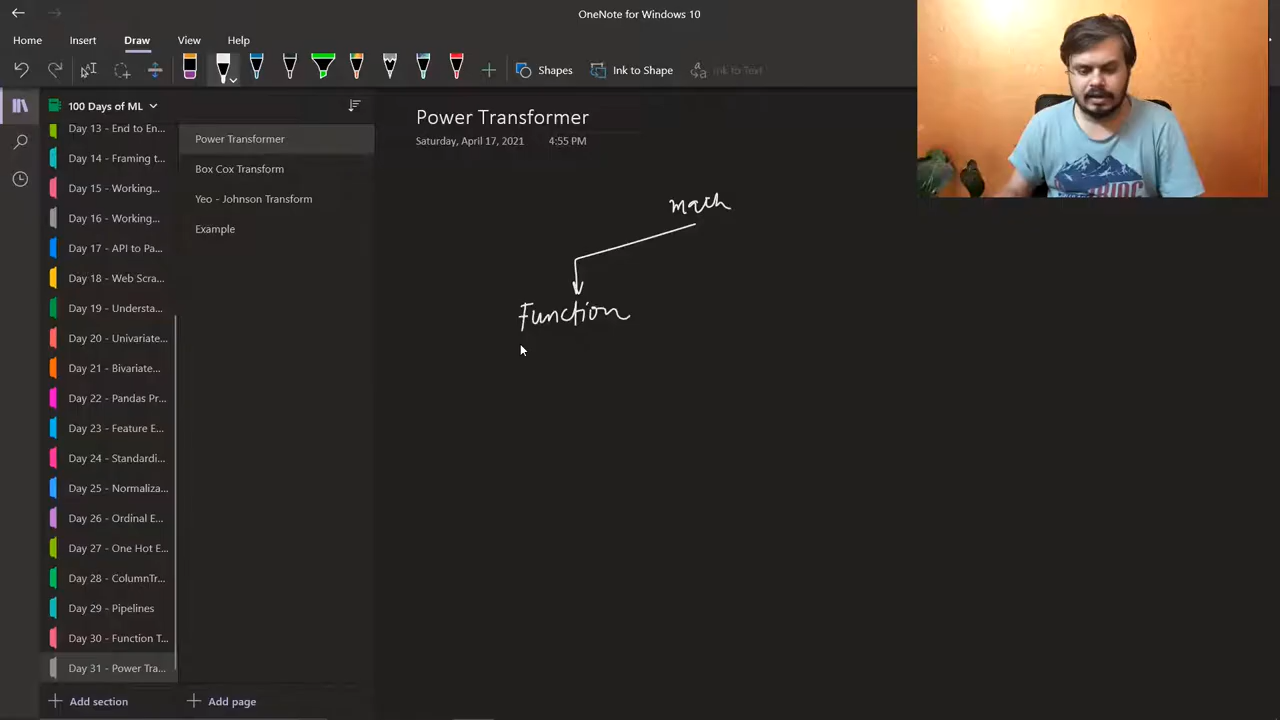 OneNote for Windows 10
Home Insert Draw View Help
Shapes Ink to Shape Ink to Text
100 Days of ML
Day 13 - End to En...
Day 14 - Framing t...
Day 15 - Working...
Day 16 - Working...
Day 17 - API to Pa...
Day 18 - Web Scra...
Day 19 - Understa...
Day 20 - Univariate...
Day 21 - Bivariate...
Day 22 - Pandas Pr...
Day 23 - Feature E...
Day 24 - Standardi...
Day 25 - Normaliza...
Day 26 - Ordinal E...
Day 27 - One Hot E...
Day 28 - ColumnTr...
Day 29 - Pipelines
Day 30 - Function T...
Day 31 - Power Tra...
Add section
Power Transformer
Box Cox Transform
Yeo - Johnson Transform
Example
Add page
Power Transformer
Saturday, April 17, 2021 4:55 PM
Function